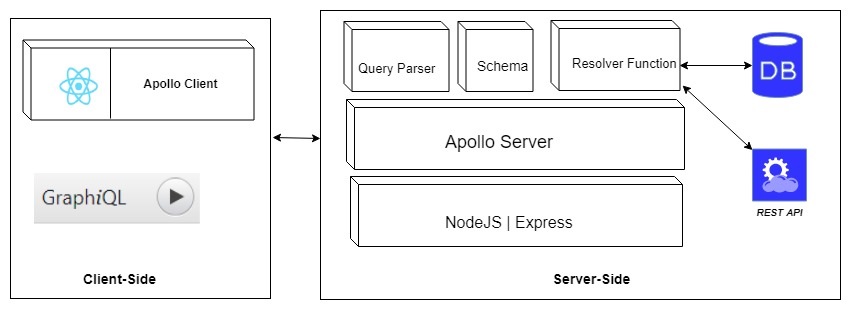 Apollo Client
GraphiQL
Client-Side
Query Parser
Schema
Resolver Function
DB
Apollo Server
REST API
NodeJS | Express
Server-Side